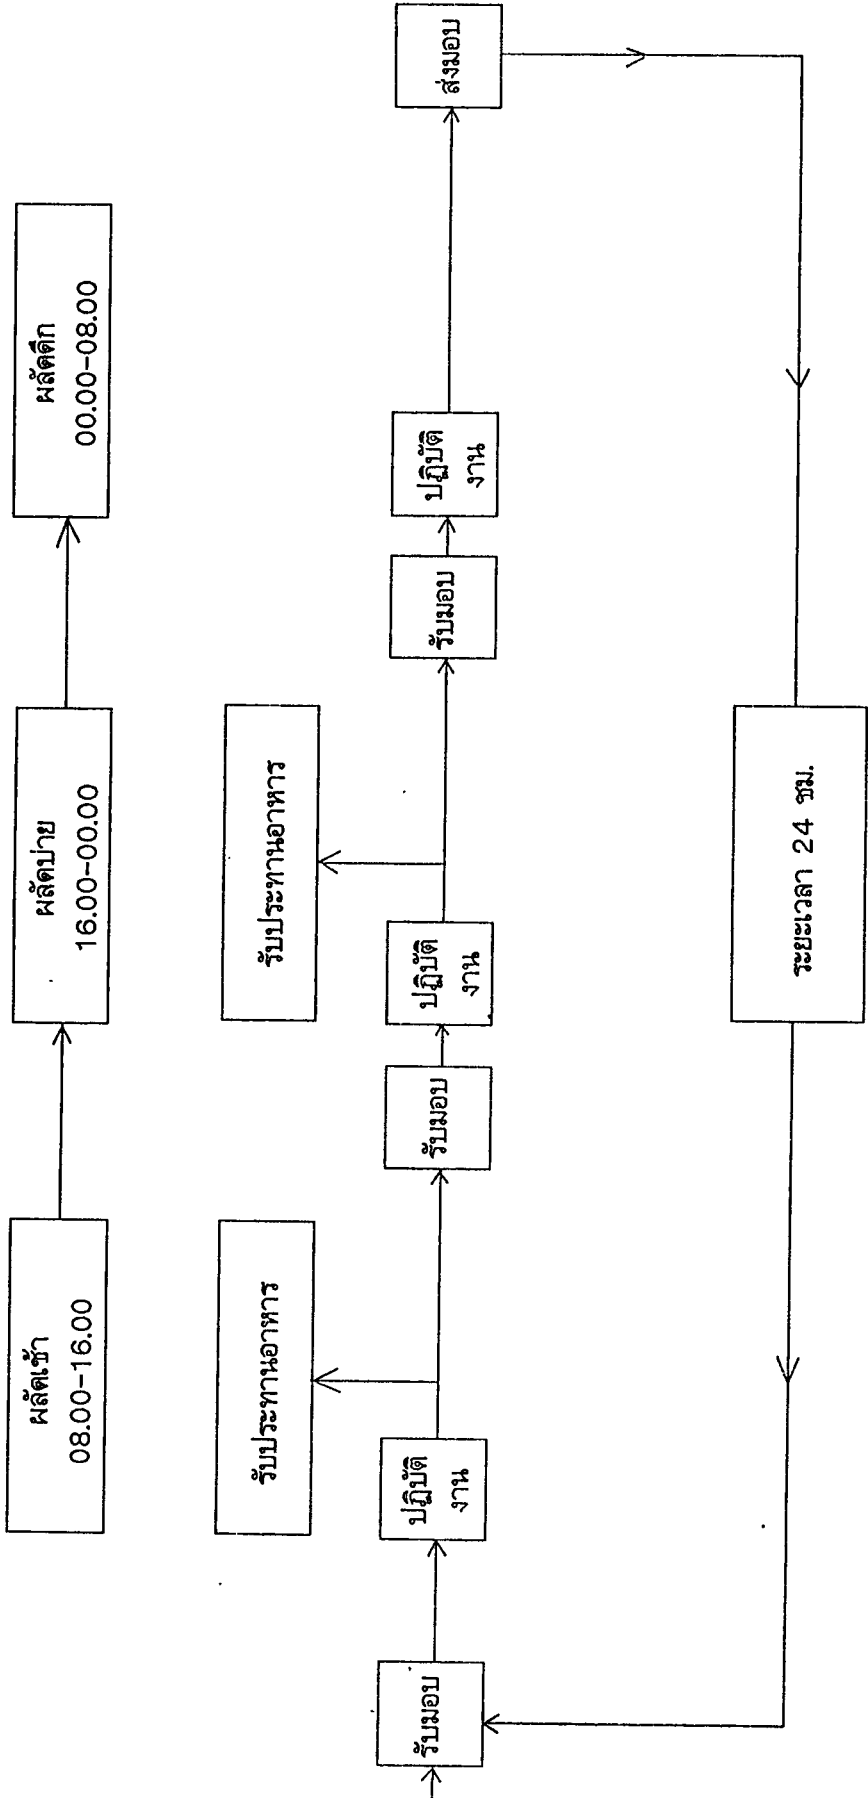 ผลัดเช้า
08.00-16.00
ผลัดบ่าย
16.00-00.00
ผลัดดึก
00.00-08.00
รับประทานอาหาร
รับประทานอาหาร
รับมอบ
ปฏิบัติ
งาน
รับมอบ
ปฏิบัติ
งาน
รับมอบ
ปฏิบัติ
งาน
ส่งมอบ
ระยะเวลา 24 ชม.